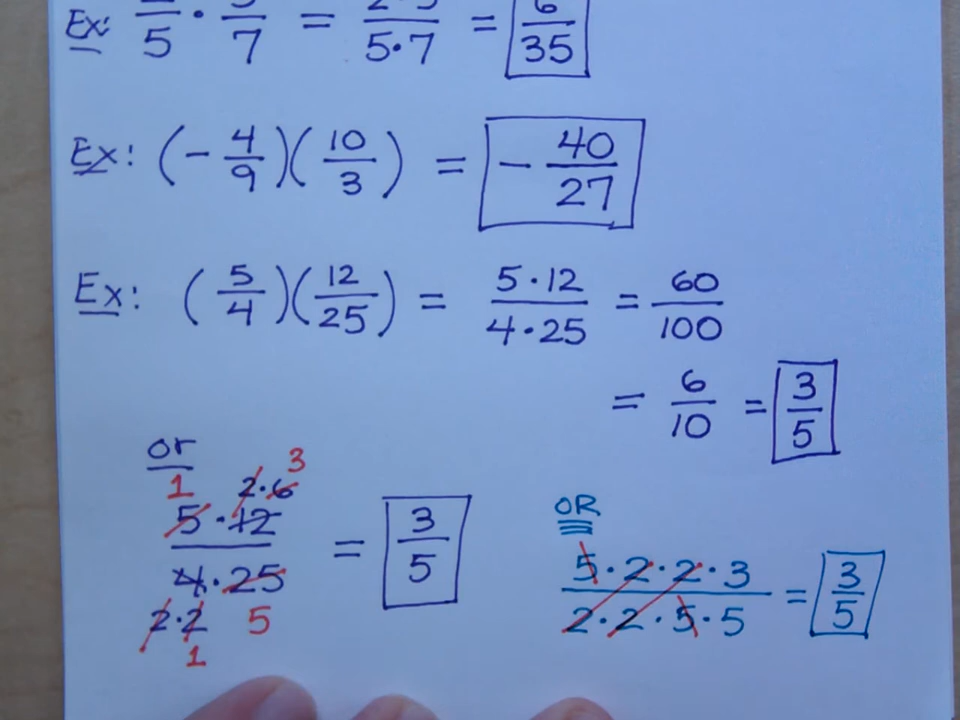 Ex: /5 · /7 = /5·7 = 6/35
Ex: (- 4/9)(10/3) = - 40/27
Ex: (5/4)(12/25) = 5·12/4·25 = 60/100
= 6/10 = 3/5
or
1 2·6 3
5·12/4·25 = 3/5
2·2 5
1
OR
5·2·2·3/2·2·5·5 = 3/5